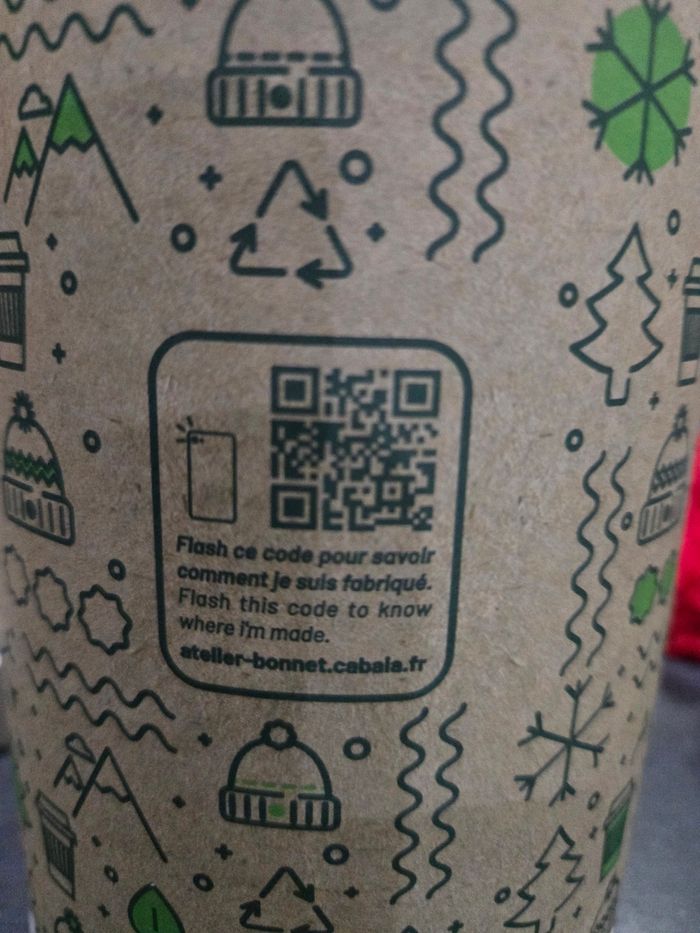 Flash ce code pour savoir
comment je suis fabriqué.
Flash this code to know
where i'm made.
atelier-bonnet.cabaia.fr